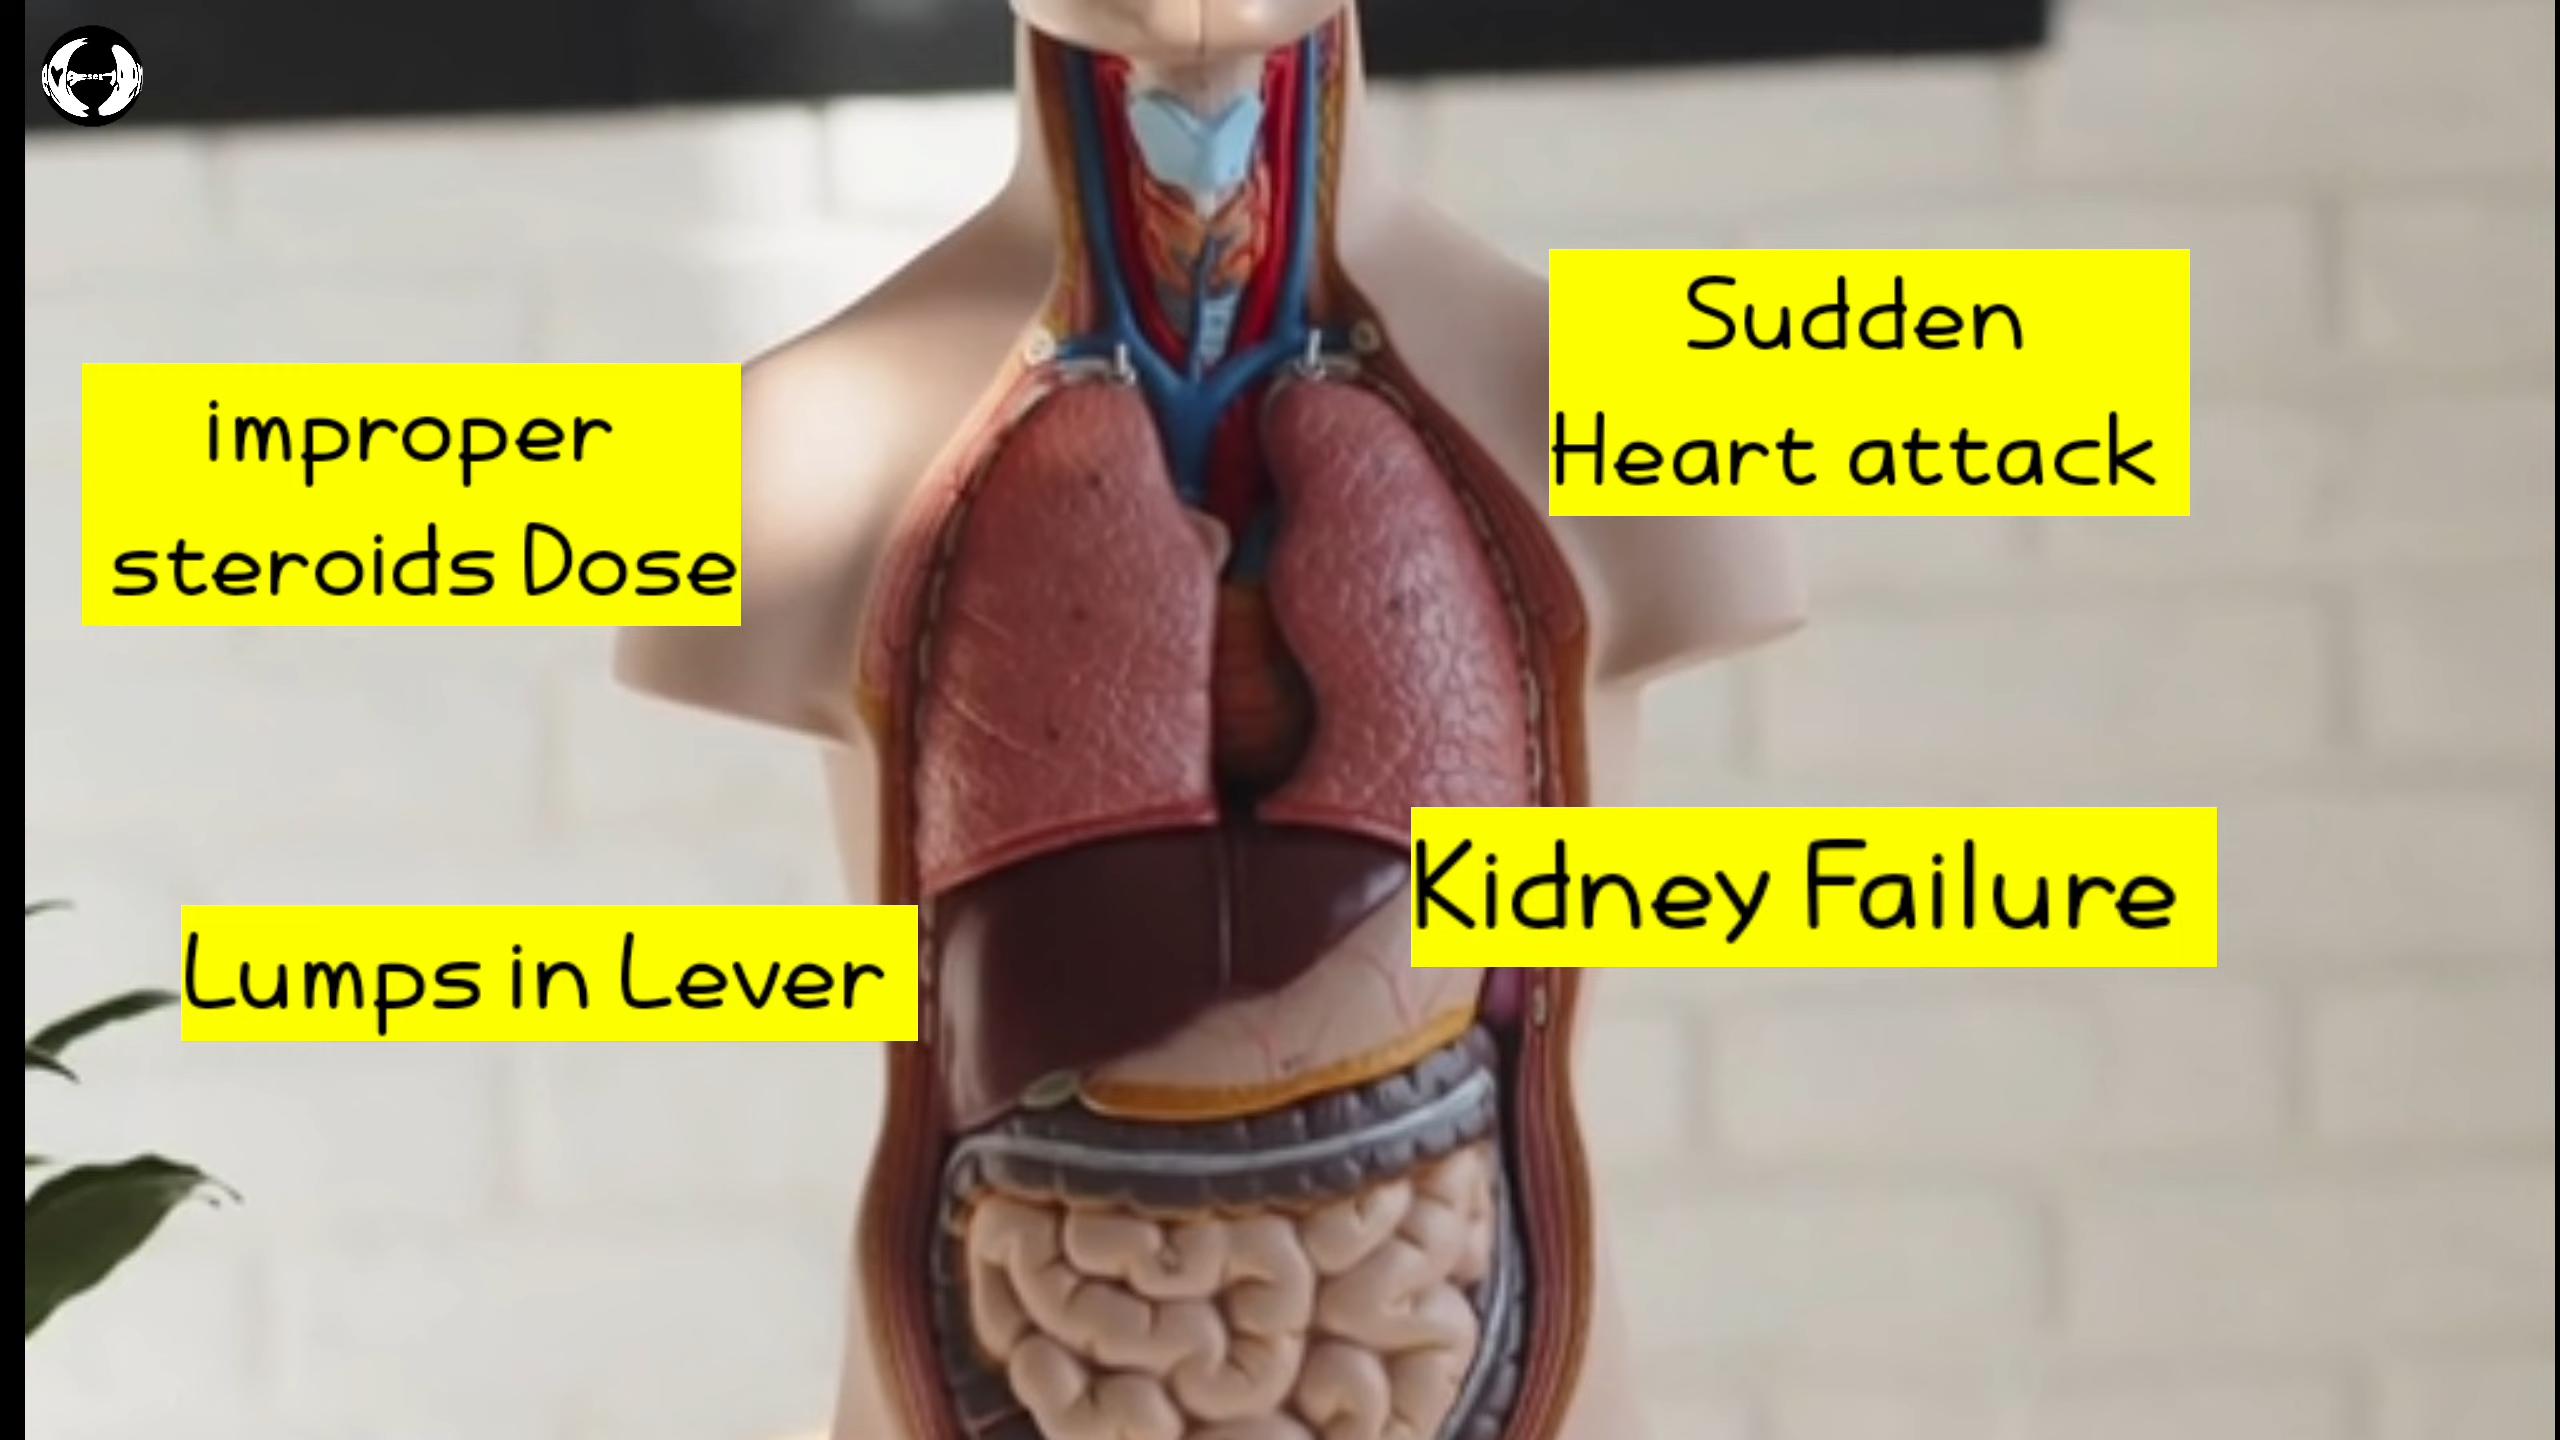 improper
steroids Dose
Sudden
Heart attack
Lumps in Lever
Kidney Failure